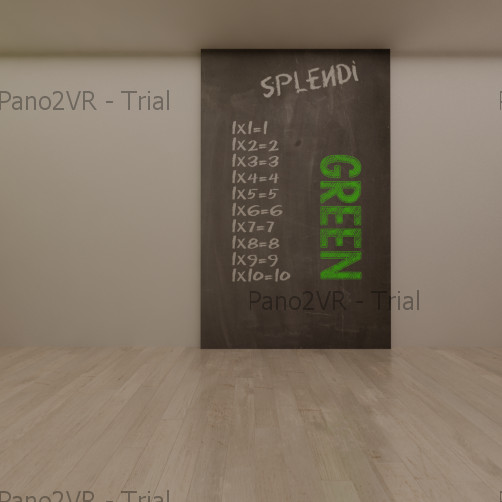 SPLENDi
1x1=1
1x2=2
1x3=3
1x4=4
1x5=5
1x6=6
1x7=7
1x8=8
1x9=9
1x10=10
GREEN
Pano2VR - Trial
Pano2VR - Trial
Pano2VR - Trial